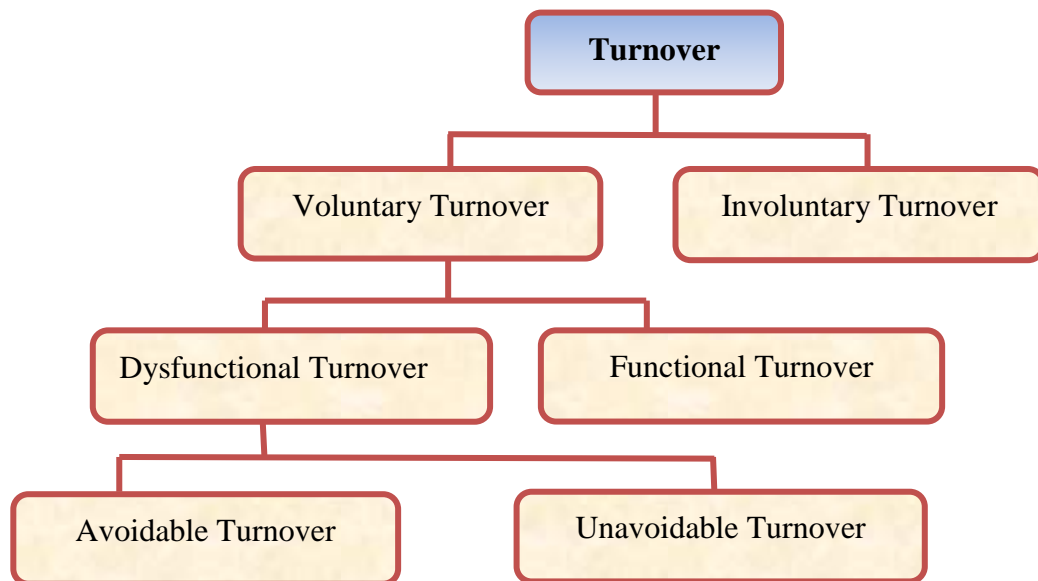 Turnover
Voluntary Turnover
Involuntary Turnover
Dysfunctional Turnover
Functional Turnover
Avoidable Turnover
Unavoidable Turnover